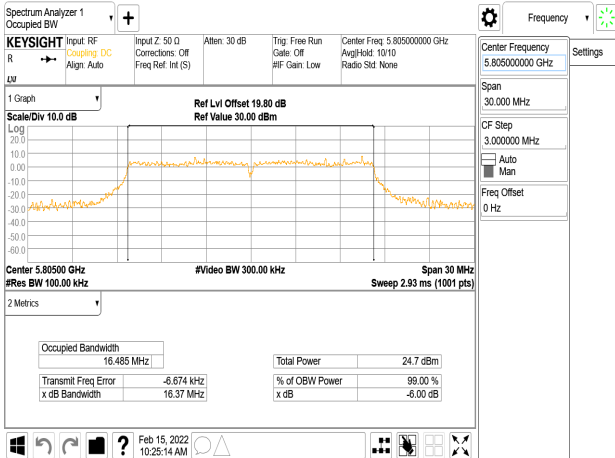 Spectrum Analyzer 1
Occupied BW
Frequency
KEYSIGHT
R
LXI
Input: RF
Coupling: DC
Align: Auto
Input Z: 50 Ω
Corrections: Off
Freq Ref: Int (S)
Atten: 30 dB
Trig: Free Run
Gate: Off
#IF Gain: Low
Center Freq: 5.805000000 GHz
Avg|Hold: 10/10
Radio Std: None
Center Frequency
5.805000000 GHz
Settings
Span
30.000 MHz
CF Step
3.000000 MHz
Auto
Man
Freq Offset
0 Hz
1 Graph
Scale/Div 10.0 dB
Ref Lvl Offset 19.80 dB
Ref Value 30.00 dBm
Log
20.0
10.0
0.00
-10.0
-20.0
-30.0
-40.0
-50.0
-60.0
Center 5.80500 GHz
#Video BW 300.00 kHz
Span 30 MHz
#Res BW 100.00 kHz
Sweep 2.93 ms (1001 pts)
2 Metrics
Occupied Bandwidth
16.485 MHz
Total Power 24.7 dBm
Transmit Freq Error -6.674 kHz
% of OBW Power 99.00 %
x dB Bandwidth 16.37 MHz
x dB -6.00 dB
?
Feb 15, 2022
10:25:14 AM